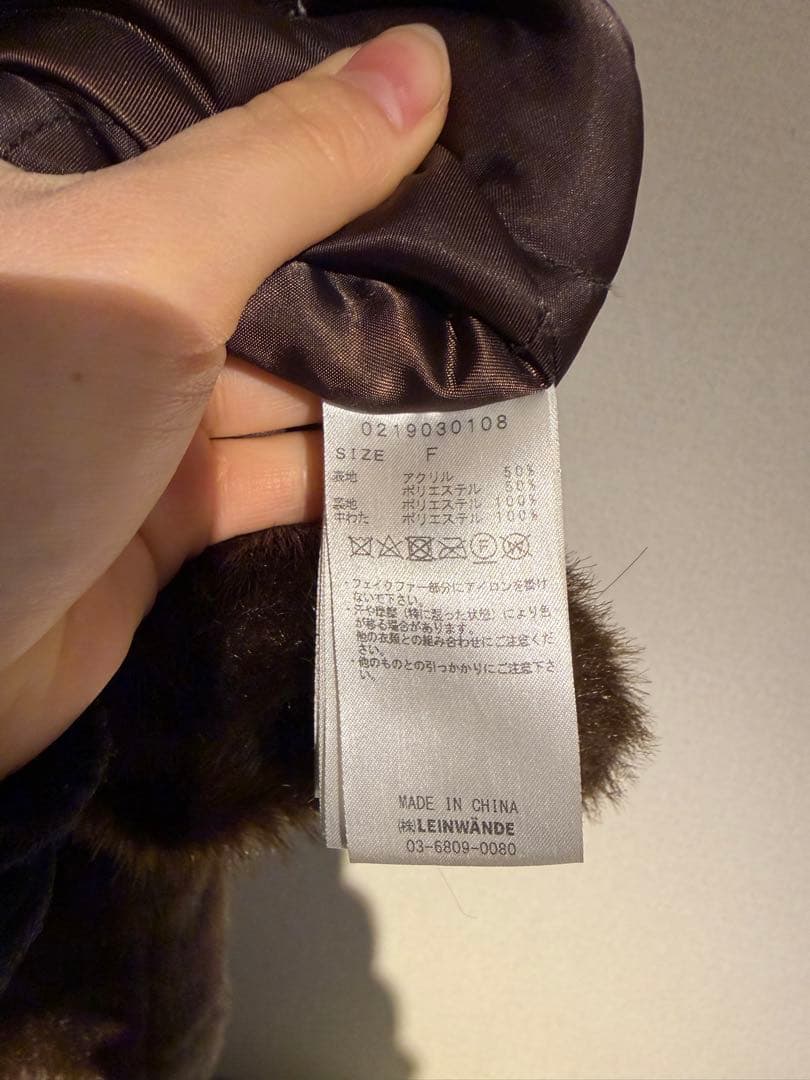 0219030108
SIZE F
表地 アクリル 50%
ポリエステル 50%
裏地 ポリエステル 100%
中わた ポリエステル 100%
F W
・フェイクファー部分にアイロンを掛け
ないで下さい。
・汗や摩擦（特に湿った状態）により色
が移る場合があります。
他の衣類との組み合わせにご注意くだ
さい。
・他のものとの引っかかりにご注意下さ
い。
MADE IN CHINA
㈱LEINWÄNDE
03-6809-0080